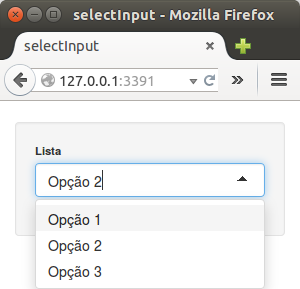 selectInput - Mozilla Firefox
selectInput
127.0.0.1:3391
Lista
Opção 2
Opção 1
Opção 2
Opção 3